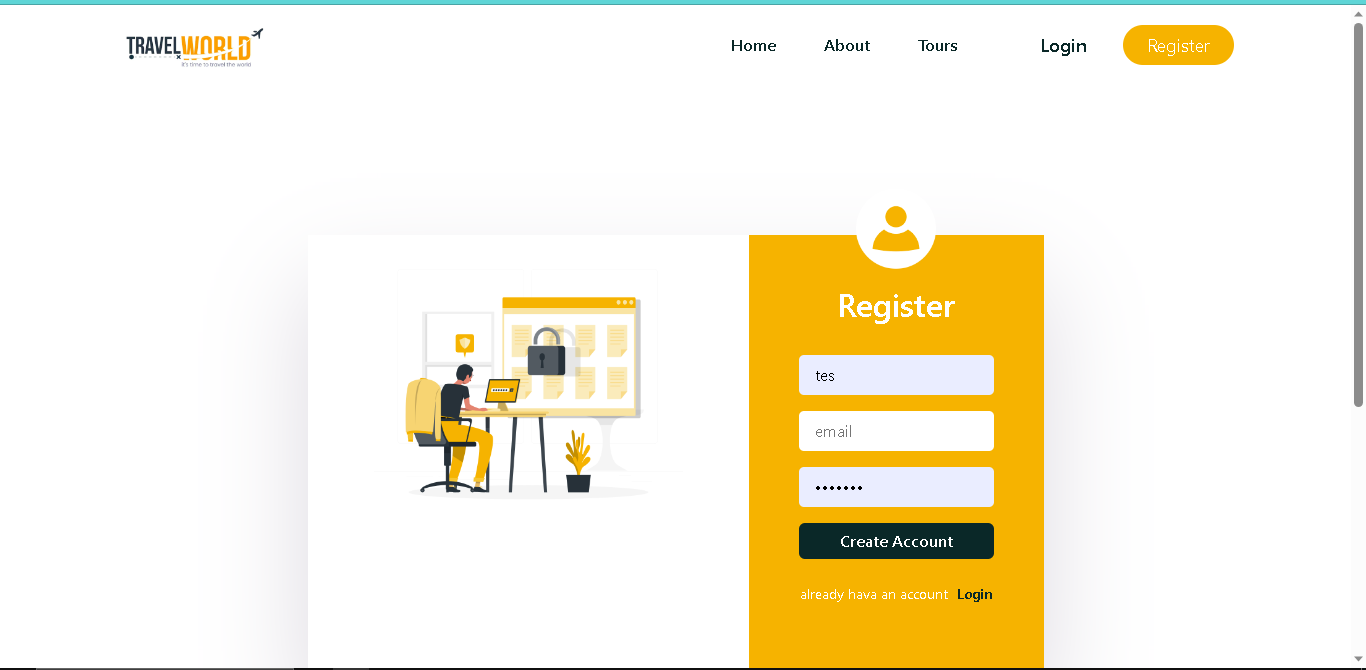 TRAVELWORLD
it's time to travel the world
Home
About
Tours
Login
Register
Register
tes
email
•••••••
Create Account
already hava an account Login